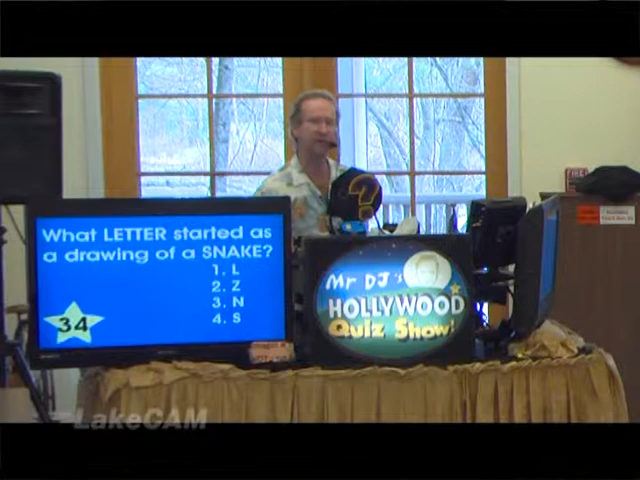 What LETTER started as
a drawing of a SNAKE?
1. L
2. Z
3. N
4. S
34
?
Mr DJ's
HOLLYWOOD
Quiz Show!
LakeCAM